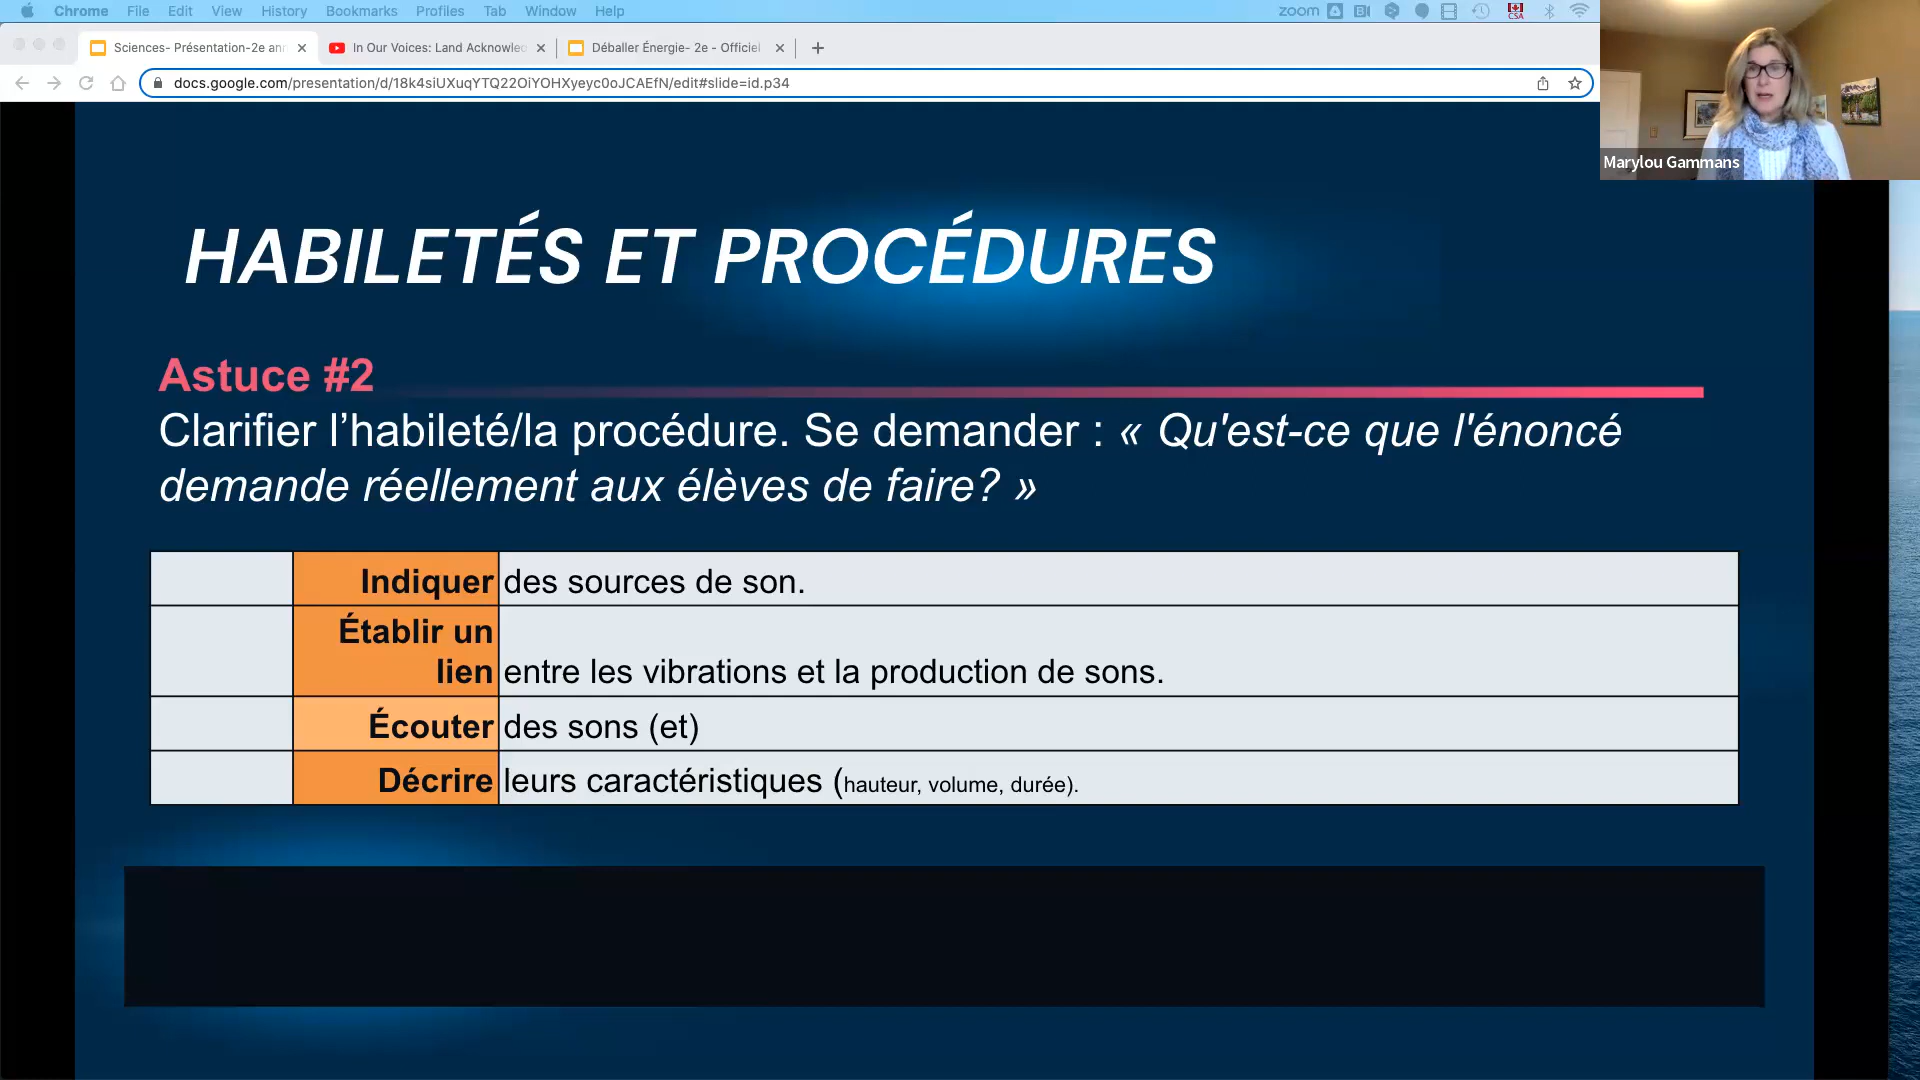 Chrome File Edit View History Bookmarks Profiles Tab Window Help zoom CSA
Sciences- Présentation-2e ann
In Our Voices: Land Acknowle
Déballer Énergie- 2e - Officiel
docs.google.com/presentation/d/18k4siUXuqYTQ22OiYOHXyeyc0oJCAEfN/edit#slide=id.p34
Marylou Gammans
HABILETÉS ET PROCÉDURES
Astuce #2
Clarifier l’habileté/la procédure. Se demander : « Qu'est-ce que l'énoncé
demande réellement aux élèves de faire? »
Indiquer des sources de son.
Établir un
lien entre les vibrations et la production de sons.
Écouter des sons (et)
Décrire leurs caractéristiques (hauteur, volume, durée).